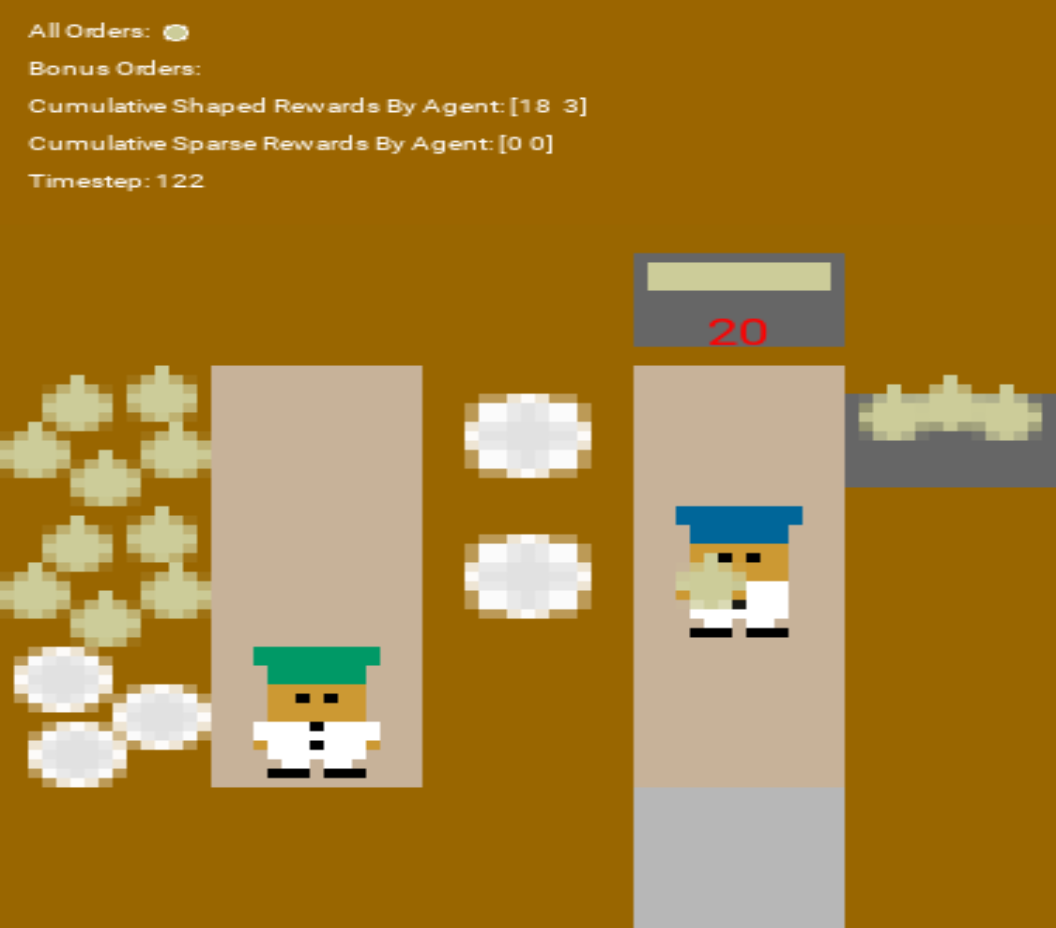 All Orders:
Bonus Orders:
Cumulative Shaped Rewards By Agent: [18 3]
Cumulative Sparse Rewards By Agent: [0 0]
Timestep: 122
20